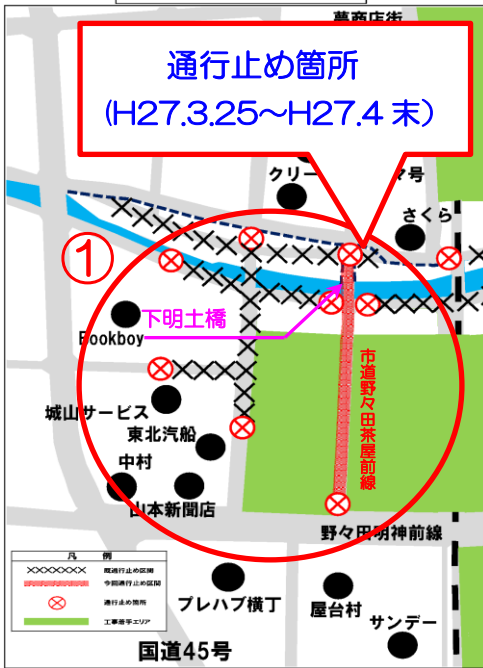 夢商店街
通行止め箇所
(H27.3.25～H27.4 末)
クリー
マ号
さくら
①
下明土橋
Bookboy
市道野々田茶屋前線
城山サービス
東北汽船
中村
山本新聞店
野々田明神前線
凡 例
既通行止め区間
今回通行止め区間
通行止め箇所
工事着手エリア
プレハブ横丁
屋台村
サンデー
国道45号